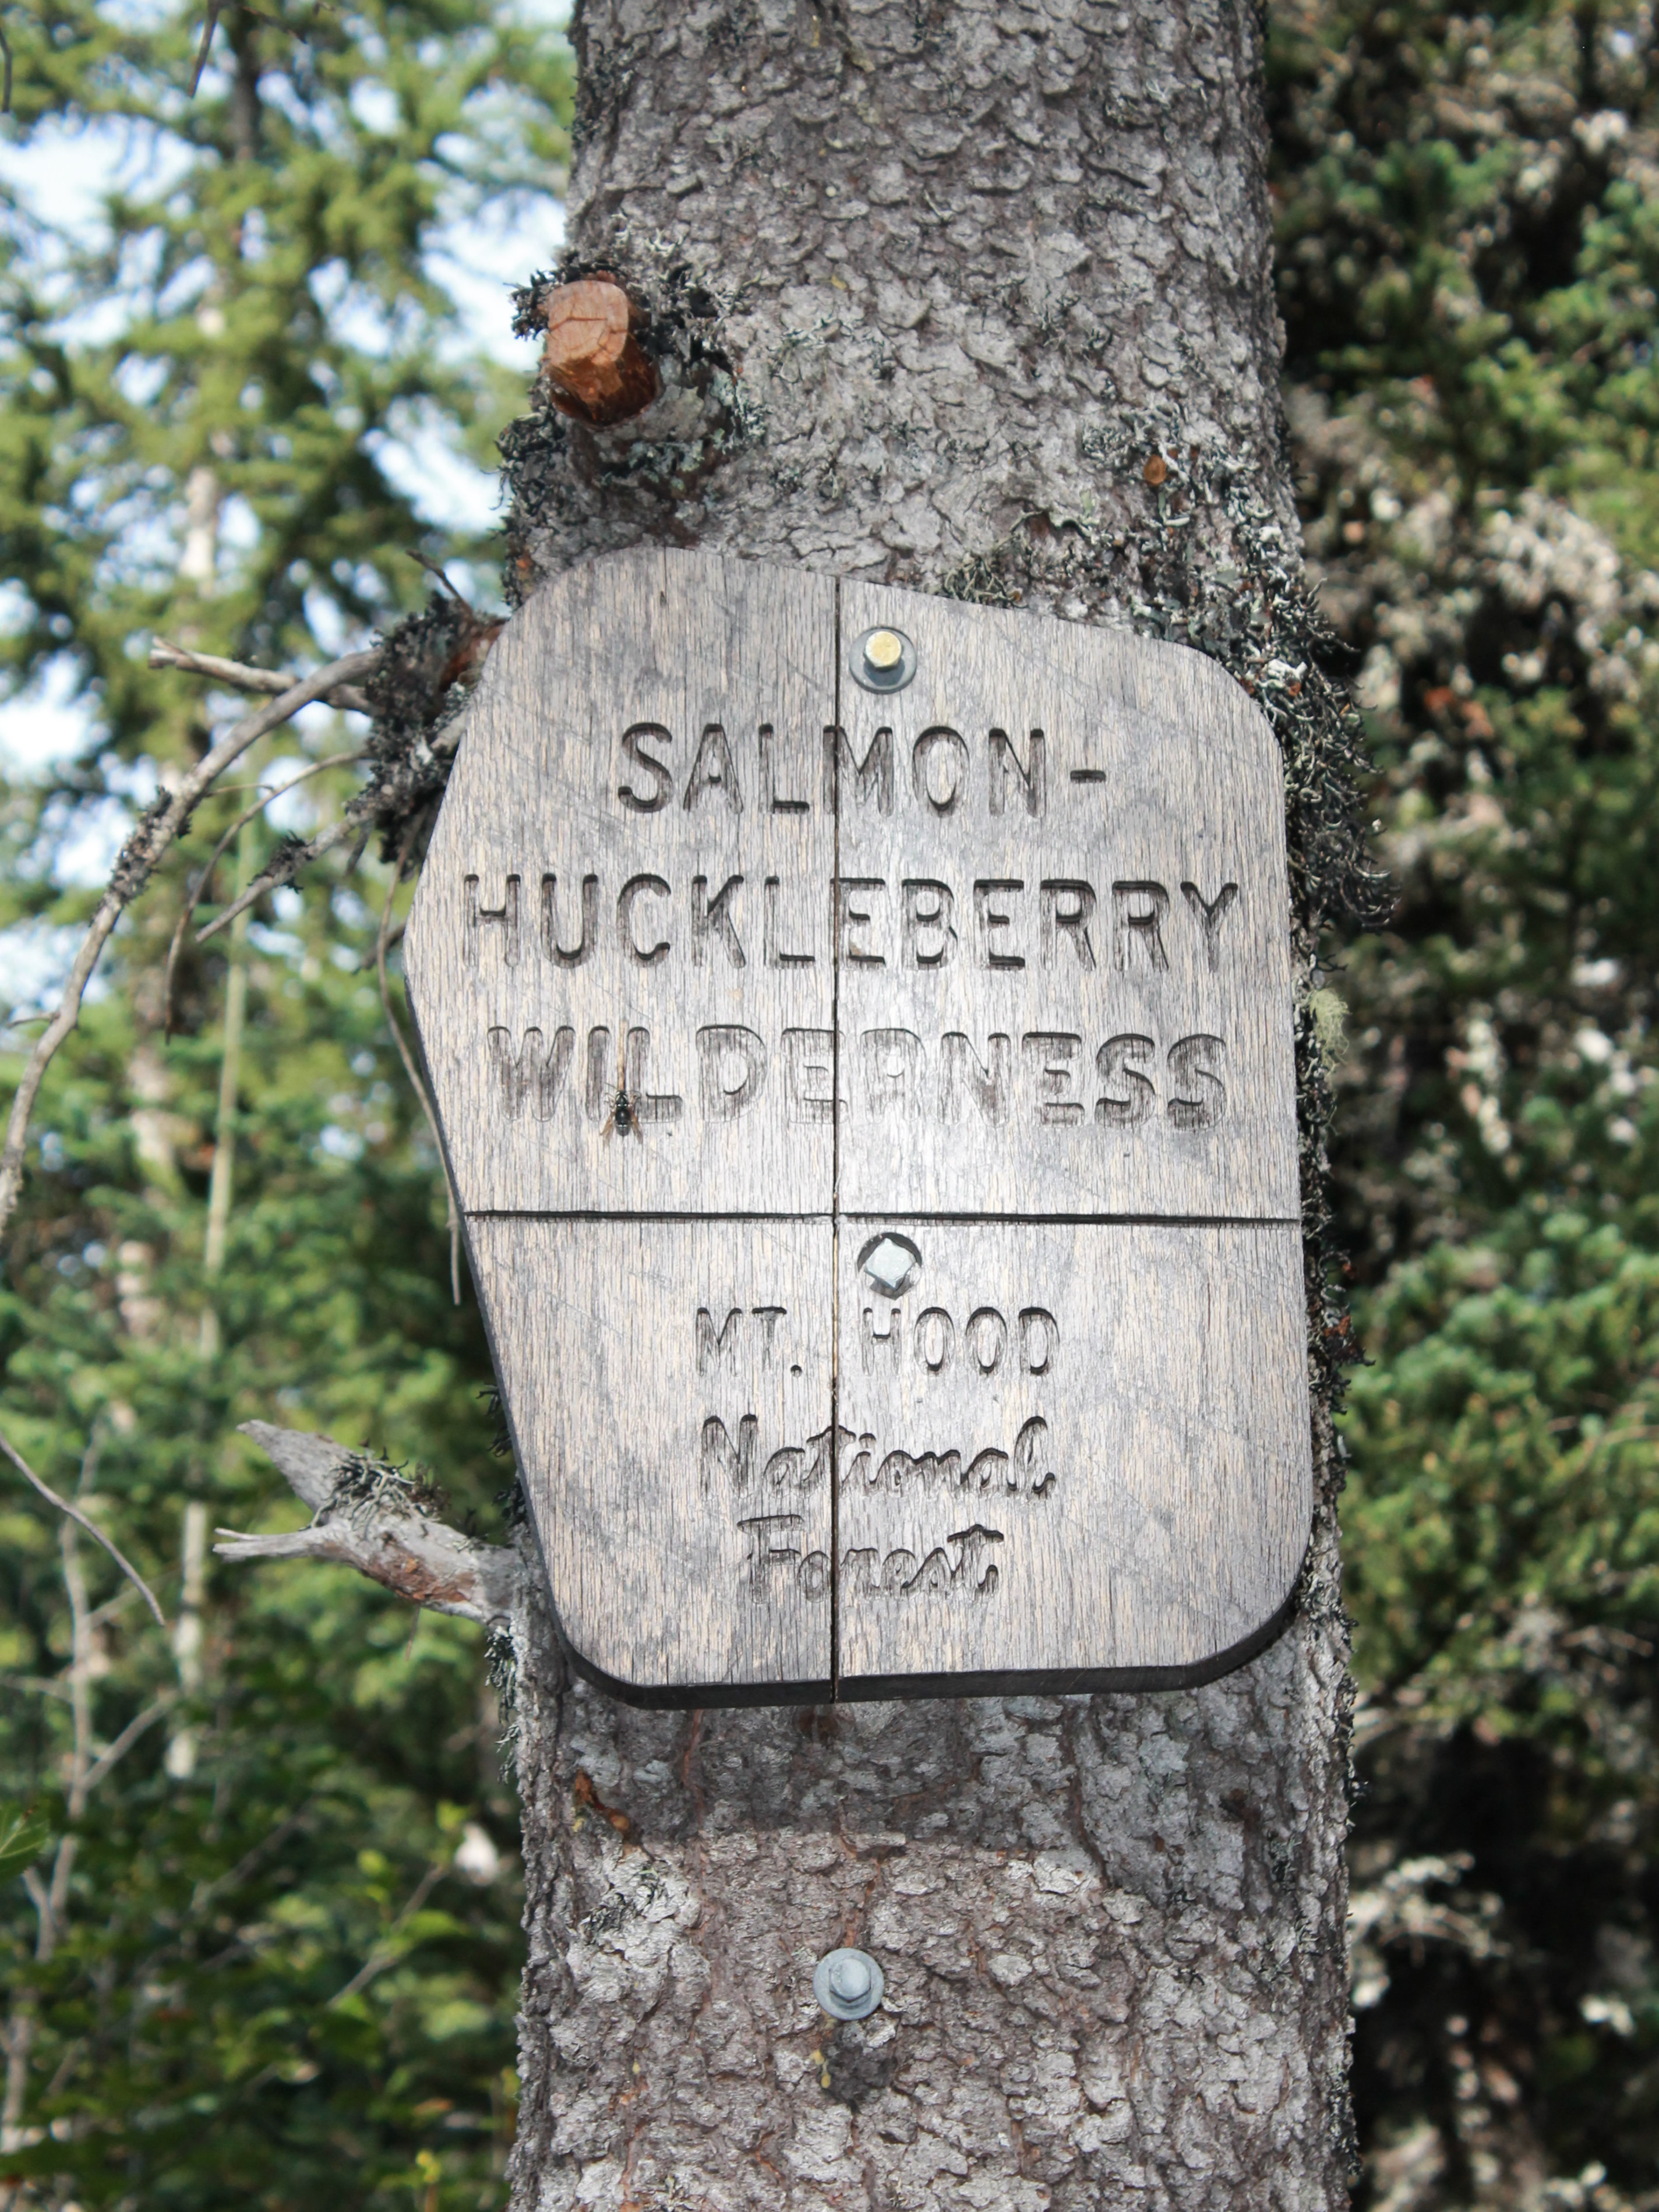 SALMON-
HUCKLEBERRY
WILDERNESS
MT. HOOD
National
Forest